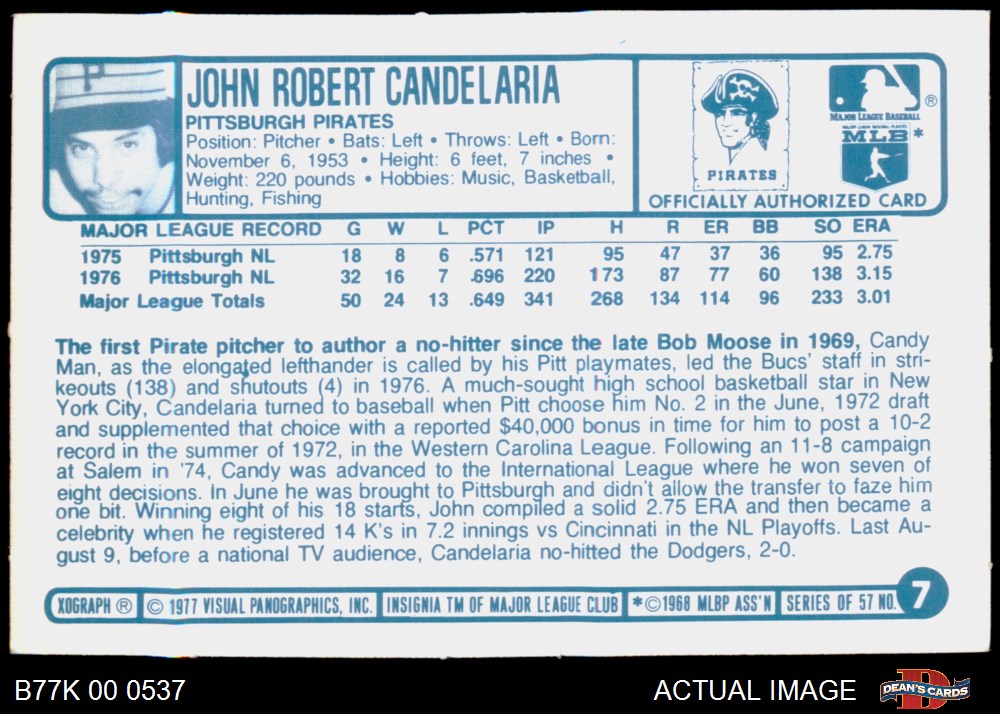 P
JOHN ROBERT CANDELARIA
PITTSBURGH PIRATES
Position: Pitcher • Bats: Left • Throws: Left • Born:
November 6, 1953 • Height: 6 feet, 7 inches •
Weight: 220 pounds • Hobbies: Music, Basketball,
Hunting, Fishing
PIRATES
®
MAJOR LEAGUE BASEBALL
MAJOR LEAGUE BASEBALL PLAYERS
MLB *
OFFICIALLY AUTHORIZED CARD
MAJOR LEAGUE RECORD G W L PCT IP H R ER BB SO ERA
1975 Pittsburgh NL 18 8 6 .571 121 95 47 37 36 95 2.75
1976 Pittsburgh NL 32 16 7 .696 220 173 87 77 60 138 3.15
Major League Totals 50 24 13 .649 341 268 134 114 96 233 3.01
The first Pirate pitcher to author a no-hitter since the late Bob Moose in 1969, Candy
Man, as the elongated lefthander is called by his Pitt playmates, led the Bucs' staff in stri-
keouts (138) and shutouts (4) in 1976. A much-sought high school basketball star in New
York City, Candelaria turned to baseball when Pitt choose him No. 2 in the June, 1972 draft
and supplemented that choice with a reported $40,000 bonus in time for him to post a 10-2
record in the summer of 1972, in the Western Carolina League. Following an 11-8 campaign
at Salem in '74, Candy was advanced to the International League where he won seven of
eight decisions. In June he was brought to Pittsburgh and didn't allow the transfer to faze him
one bit. Winning eight of his 18 starts, John compiled a solid 2.75 ERA and then became a
celebrity when he registered 14 K's in 7.2 innings vs Cincinnati in the NL Playoffs. Last Au-
gust 9, before a national TV audience, Candelaria no-hitted the Dodgers, 2-0.
XOGRAPH ® © 1977 VISUAL PANOGRAPHICS, INC. INSIGNIA TM OF MAJOR LEAGUE CLUB *©1968 MLBP ASS'N SERIES OF 57 NO. 7
B77K 00 0537
ACTUAL IMAGE
D
DEAN'S CARDS